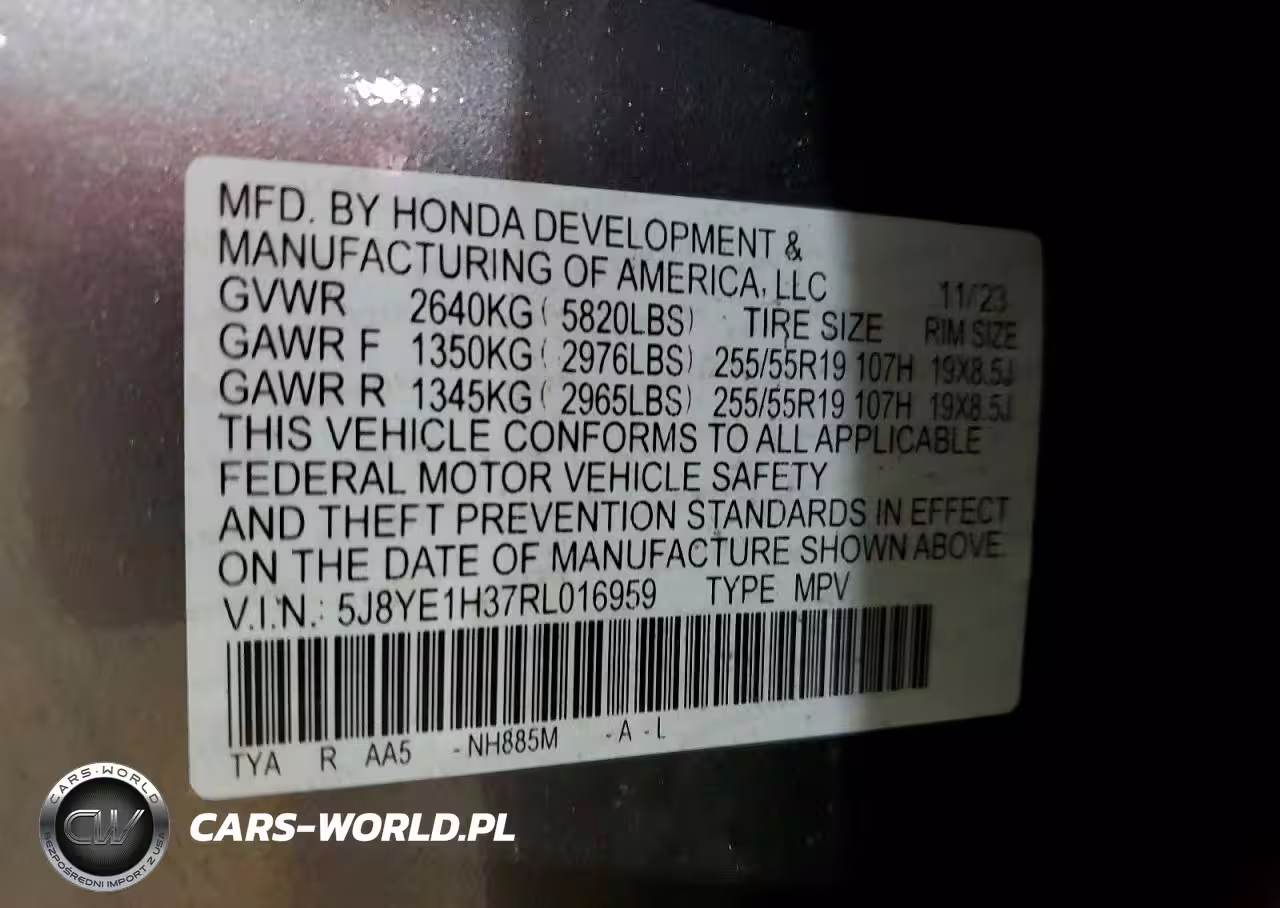 MFD. BY HONDA DEVELOPMENT &
MANUFACTURING OF AMERICA, LLC 11/23
GVWR 2640KG ( 5820LBS) TIRE SIZE RIM SIZE
GAWR F 1350KG ( 2976LBS) 255/55R19 107H 19X8.5J
GAWR R 1345KG ( 2965LBS) 255/55R19 107H 19X8.5J
THIS VEHICLE CONFORMS TO ALL APPLICABLE
FEDERAL MOTOR VEHICLE SAFETY
AND THEFT PREVENTION STANDARDS IN EFFECT
ON THE DATE OF MANUFACTURE SHOWN ABOVE.
V.I.N.: 5J8YE1H37RL016959 TYPE MPV
TYA R AA5 -NH885M -A -L
CARS-WORLD
CW
BEZPOŚREDNI IMPORT Z USA
CARS-WORLD.PL